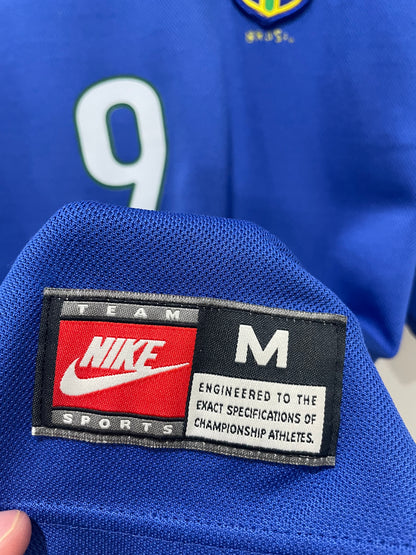 BRASIL
9
TEAM
NIKE
SPORTS
M
ENGINEERED TO THE
EXACT SPECIFICATIONS OF
CHAMPIONSHIP ATHLETES.